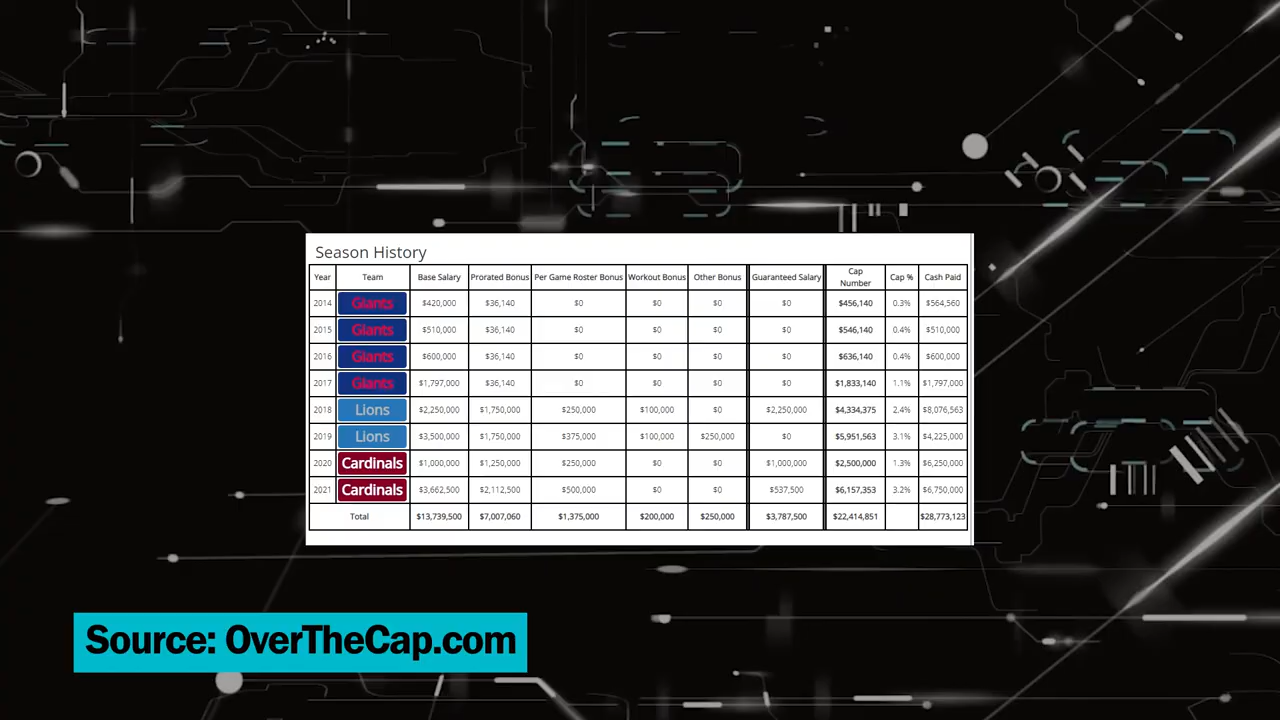 Season History
Year Team Base Salary Prorated Bonus Per Game Roster Bonus Workout Bonus Other Bonus Guaranteed Salary Cap Number Cap % Cash Paid
2014 Giants $420,000 $36,140 $0 $0 $0 $0 $456,140 0.3% $564,560
2015 Giants $510,000 $36,140 $0 $0 $0 $0 $546,140 0.4% $510,000
2016 Giants $600,000 $36,140 $0 $0 $0 $0 $636,140 0.4% $600,000
2017 Giants $1,797,000 $36,140 $0 $0 $0 $0 $1,833,140 1.1% $1,797,000
2018 Lions $2,250,000 $1,750,000 $250,000 $100,000 $0 $2,250,000 $4,334,375 2.4% $8,076,563
2019 Lions $3,500,000 $1,750,000 $375,000 $100,000 $250,000 $0 $5,951,563 3.1% $4,225,000
2020 Cardinals $1,000,000 $1,250,000 $250,000 $0 $0 $1,000,000 $2,500,000 1.3% $6,250,000
2021 Cardinals $3,662,500 $2,112,500 $500,000 $0 $0 $537,500 $6,157,353 3.2% $6,750,000
Total $13,739,500 $7,007,060 $1,375,000 $200,000 $250,000 $3,787,500 $22,414,851 $28,773,123
Source: OverTheCap.com